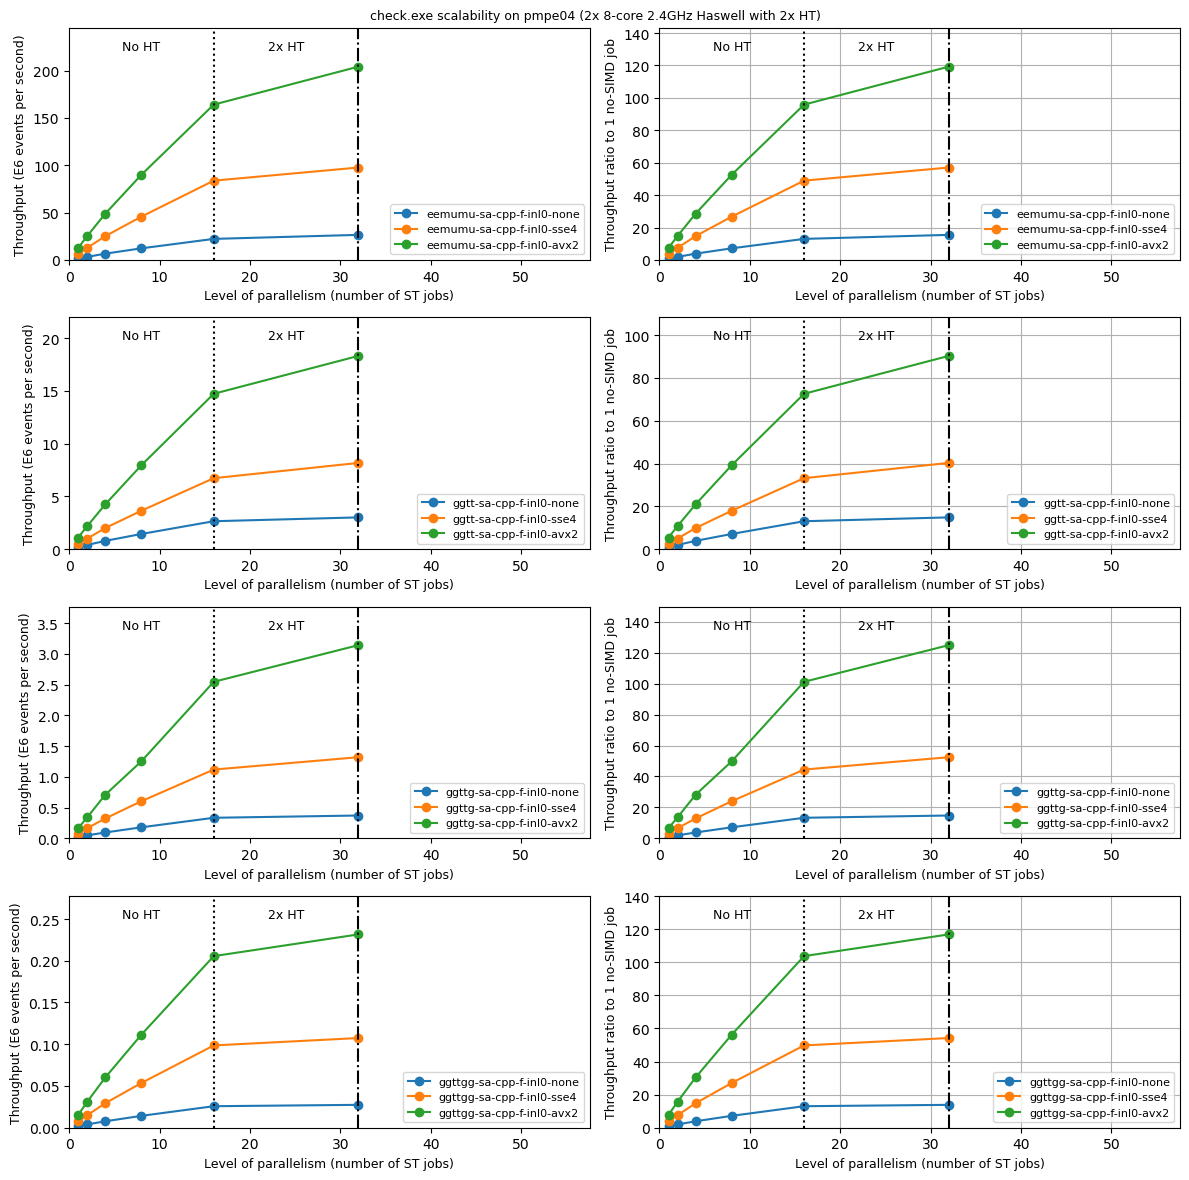 check.exe scalability on pmpe04 (2x 8-core 2.4GHz Haswell with 2x HT)
Throughput (E6 events per second)
200
150
100
50
0
No HT
2x HT
eemumu-sa-cpp-f-inl0-none
eemumu-sa-cpp-f-inl0-sse4
eemumu-sa-cpp-f-inl0-avx2
0 10 20 30 40 50
Level of parallelism (number of ST jobs)
Throughput ratio to 1 no-SIMD job
140
120
100
80
60
40
20
0
No HT
2x HT
eemumu-sa-cpp-f-inl0-none
eemumu-sa-cpp-f-inl0-sse4
eemumu-sa-cpp-f-inl0-avx2
0 10 20 30 40 50
Level of parallelism (number of ST jobs)
Throughput (E6 events per second)
20
15
10
5
0
No HT
2x HT
ggtt-sa-cpp-f-inl0-none
ggtt-sa-cpp-f-inl0-sse4
ggtt-sa-cpp-f-inl0-avx2
0 10 20 30 40 50
Level of parallelism (number of ST jobs)
Throughput ratio to 1 no-SIMD job
100
80
60
40
20
0
No HT
2x HT
ggtt-sa-cpp-f-inl0-none
ggtt-sa-cpp-f-inl0-sse4
ggtt-sa-cpp-f-inl0-avx2
0 10 20 30 40 50
Level of parallelism (number of ST jobs)
Throughput (E6 events per second)
3.5
3.0
2.5
2.0
1.5
1.0
0.5
0.0
No HT
2x HT
ggttg-sa-cpp-f-inl0-none
ggttg-sa-cpp-f-inl0-sse4
ggttg-sa-cpp-f-inl0-avx2
0 10 20 30 40 50
Level of parallelism (number of ST jobs)
Throughput ratio to 1 no-SIMD job
140
120
100
80
60
40
20
0
No HT
2x HT
ggttg-sa-cpp-f-inl0-none
ggttg-sa-cpp-f-inl0-sse4
ggttg-sa-cpp-f-inl0-avx2
0 10 20 30 40 50
Level of parallelism (number of ST jobs)
Throughput (E6 events per second)
0.25
0.20
0.15
0.10
0.05
0.00
No HT
2x HT
ggttgg-sa-cpp-f-inl0-none
ggttgg-sa-cpp-f-inl0-sse4
ggttgg-sa-cpp-f-inl0-avx2
0 10 20 30 40 50
Level of parallelism (number of ST jobs)
Throughput ratio to 1 no-SIMD job
140
120
100
80
60
40
20
0
No HT
2x HT
ggttgg-sa-cpp-f-inl0-none
ggttgg-sa-cpp-f-inl0-sse4
ggttgg-sa-cpp-f-inl0-avx2
0 10 20 30 40 50
Level of parallelism (number of ST jobs)